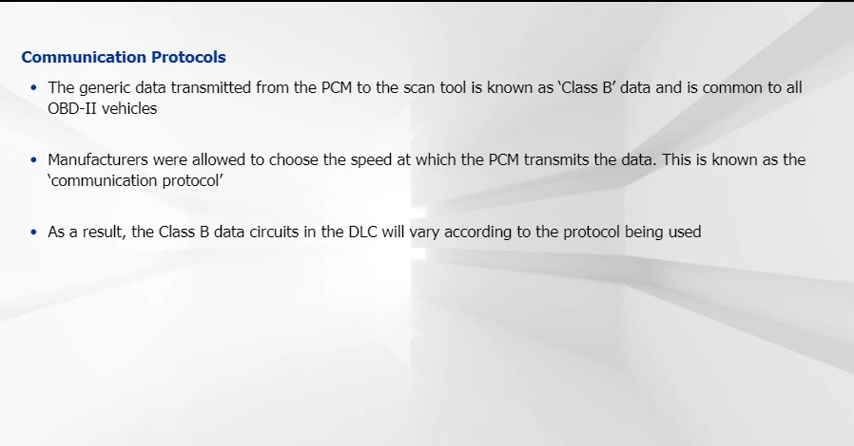 Communication Protocols
• The generic data transmitted from the PCM to the scan tool is known as ‘Class B’ data and is common to all
OBD-II vehicles
• Manufacturers were allowed to choose the speed at which the PCM transmits the data. This is known as the
‘communication protocol’
• As a result, the Class B data circuits in the DLC will vary according to the protocol being used